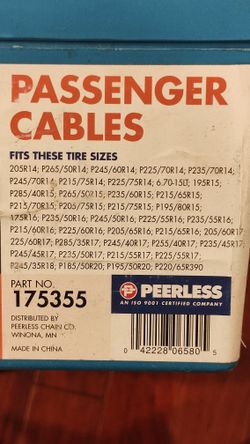 PASSENGER
CABLES
FITS THESE TIRE SIZES
205R14; P265/50R14; P245/60R14; P225/70R14; P235/70R14;
P245/70R14; P215/75R14; P225/75R14; 6.70-15LT; 195R15;
P285/40R15; P265/50R15; P235/60R15; P215/65R15;
P215/70R15; P205/75R15; P215/75R15; P195/80R15;
175R16; P235/50R16; P245/50R16; P225/55R16; P235/55R16;
P215/60R16; P225/60R16; P205/65R16; P215/65R16; 205/60R17
225/60R17; P285/35R17; P245/40R17; P255/40R17; P235/45R17
P245/45R17; P235/50R17; P215/55R17; P225/55R17;
P245/35R18; P185/50R20; P195/50R20; P220/65R390
PART NO.
175355
PEERLESS
AN ISO 9001 CERTIFIED COMPANY
DISTRIBUTED BY
PEERLESS CHAIN CO.
WINONA, MN
MADE IN CHINA
0 42228 06580 5